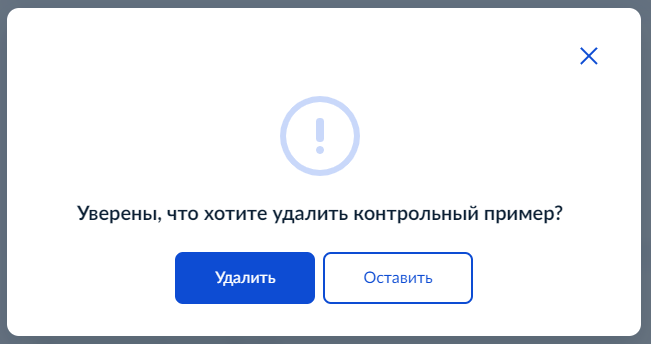 Уверены, что хотите удалить контрольный пример?
Удалить
Оставить